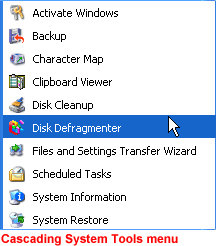 Activate Windows
Backup
Character Map
Clipboard Viewer
Disk Cleanup
Disk Defragmenter
Files and Settings Transfer Wizard
Scheduled Tasks
System Information
System Restore
Cascading System Tools menu